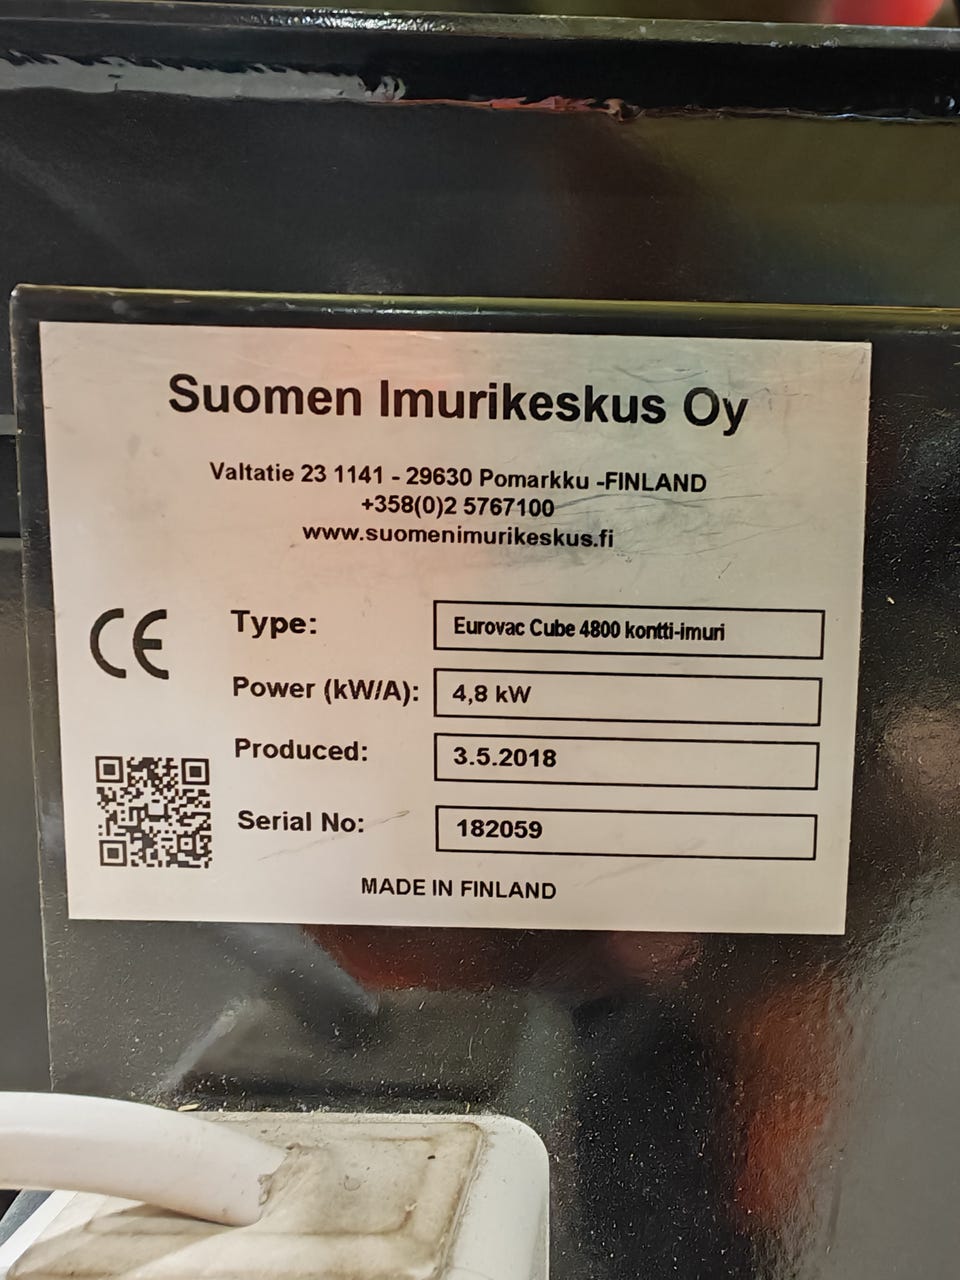 Suomen Imurikeskus Oy
Valtatie 23 1141 - 29630 Pomarkku -FINLAND
+358(0)2 5767100
www.suomenimurikeskus.fi
CE
Type: Eurovac Cube 4800 kontti-imuri
Power (kW/A): 4,8 kW
Produced: 3.5.2018
Serial No: 182059
MADE IN FINLAND